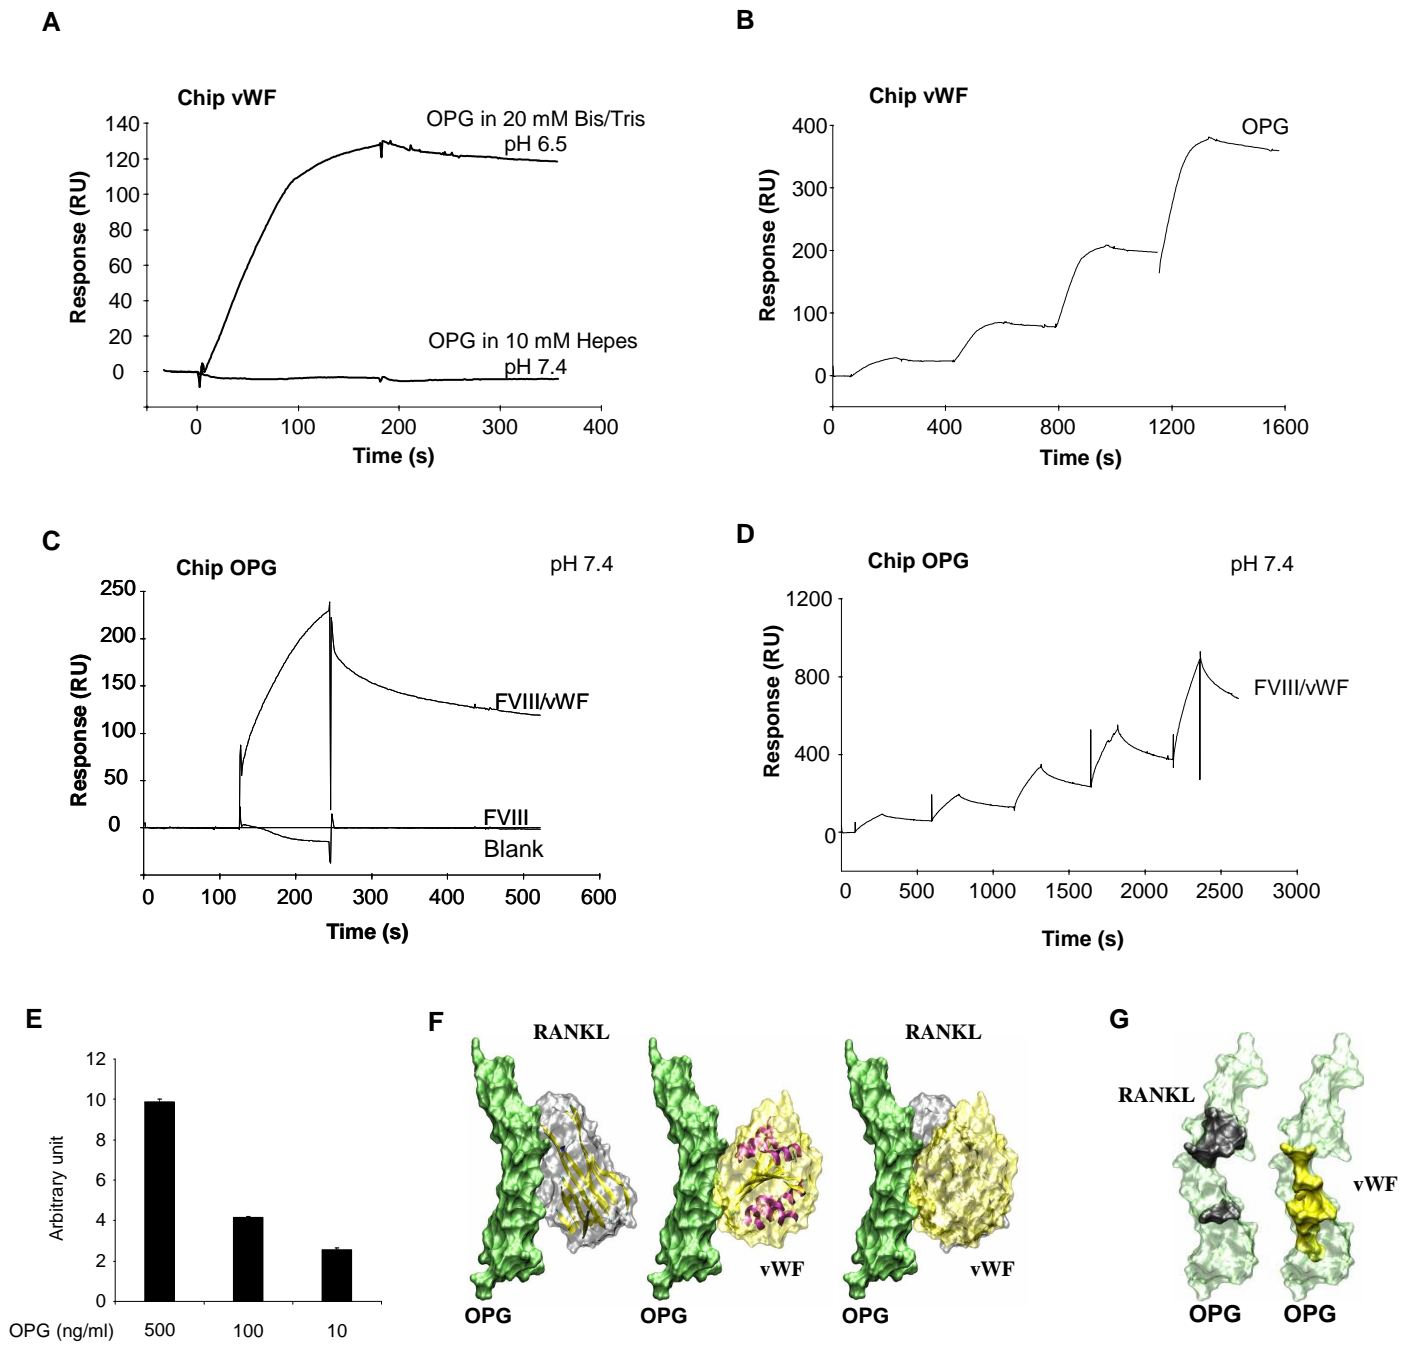 A
Chip vWF
Response (RU)
140
120
100
80
60
40
20
0
OPG in 20 mM Bis/Tris
pH 6.5
OPG in 10 mM Hepes
pH 7.4
0 100 200 300 400
Time (s)
B
Chip vWF
Response (RU)
400
300
200
100
0
OPG
0 400 800 1200 1600
Time (s)
C
Chip OPG
pH 7.4
Response (RU)
250
200
150
100
50
0
FVIII/vWF
FVIII
Blank
0 100 200 300 400 500 600
Time (s)
D
Chip OPG
pH 7.4
Response (RU)
1200
800
400
0
FVIII/vWF
0 500 1000 1500 2000 2500 3000
Time (s)
E
Arbitrary unit
12
10
8
6
4
2
0
OPG (ng/ml) 500 100 10
F
RANKL
RANKL
vWF
vWF
OPG
OPG
OPG
G
RANKL
vWF
OPG
OPG